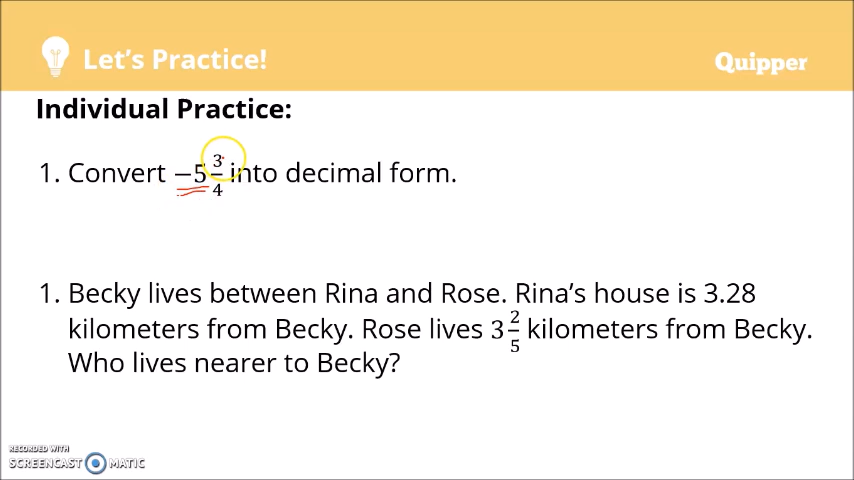 Let's Practice!
Quipper
Individual Practice:
1. Convert −5 3/4 into decimal form.
1. Becky lives between Rina and Rose. Rina's house is 3.28
kilometers from Becky. Rose lives 3 2/5 kilometers from Becky.
Who lives nearer to Becky?
RECORDED WITH
SCREENCAST MATIC